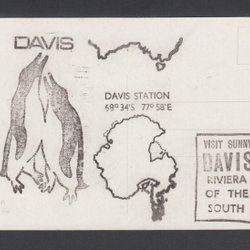 DAVIS
DAVIS STATION
68°34'S 77°58'E
VISIT SUNNY
DAVIS
RIVIERA
OF THE
SOUTH